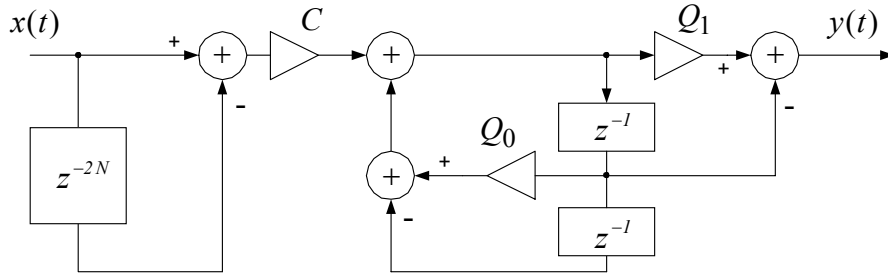 x(t)
C
Q₁
y(t)
+
+
+
+
+
-
-
z⁻¹
Q₀
z⁻²ᴺ
+
+
-
z⁻¹